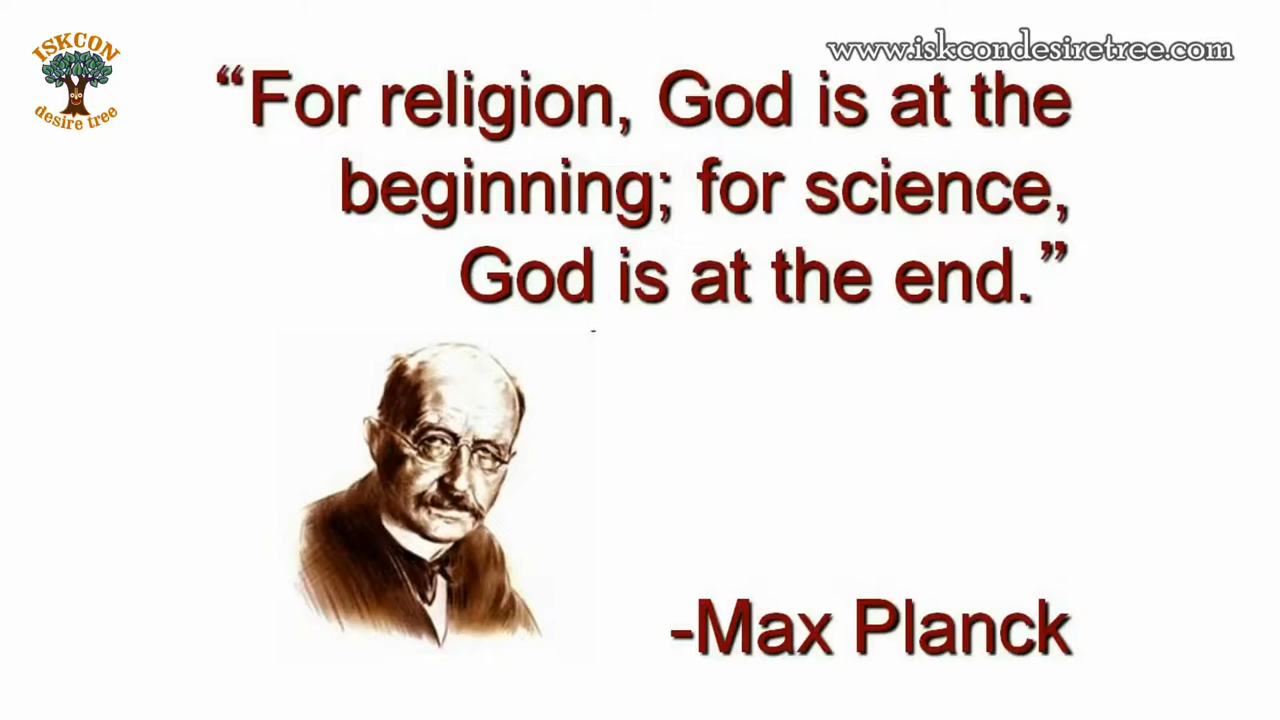 ISKCON
desire tree
www.iskcondesiretree.com
“For religion, God is at the
beginning; for science,
God is at the end.”
-Max Planck